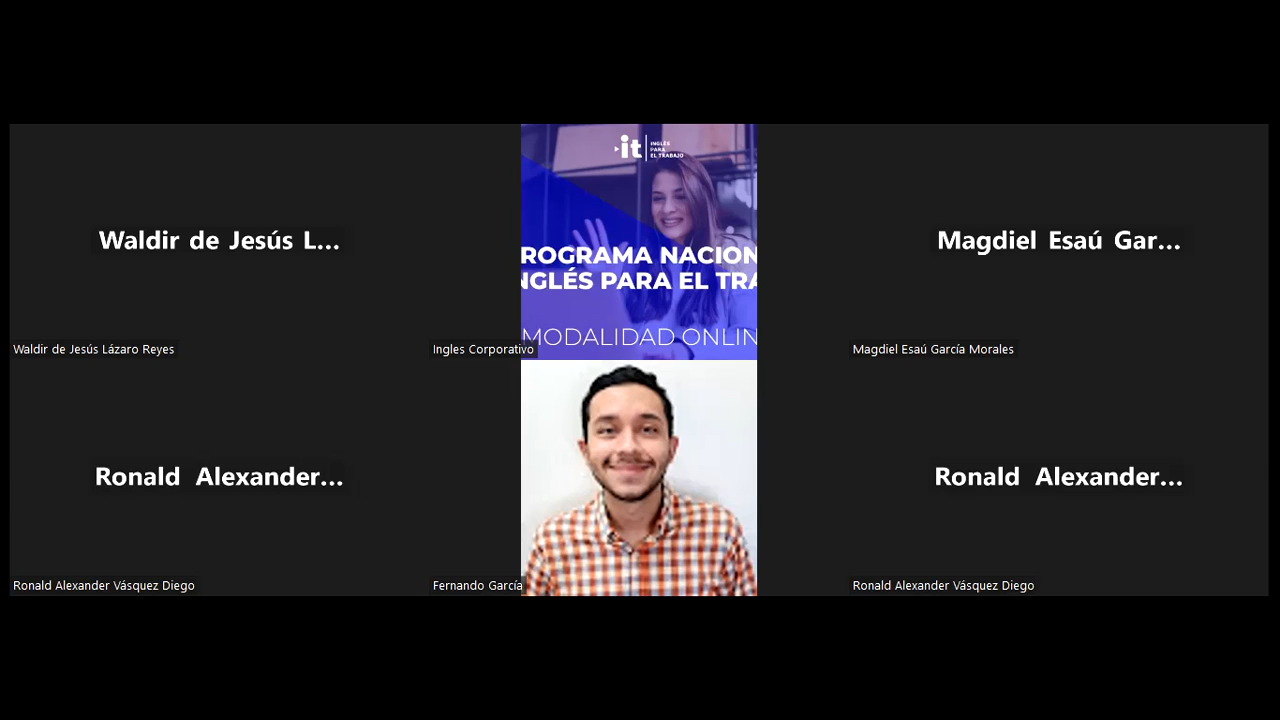 Waldir de Jesús L...
Waldir de Jesús Lázaro Reyes
it
INGLÉS
PARA
EL TRABAJO
ROGRAMA NACION
NGLÉS PARA EL TRA
MODALIDAD ONLIN
Ingles Corporativo
Magdiel Esaú Gar...
Magdiel Esaú García Morales
Ronald Alexander...
Ronald Alexander Vásquez Diego
Fernando García
Ronald Alexander...
Ronald Alexander Vásquez Diego